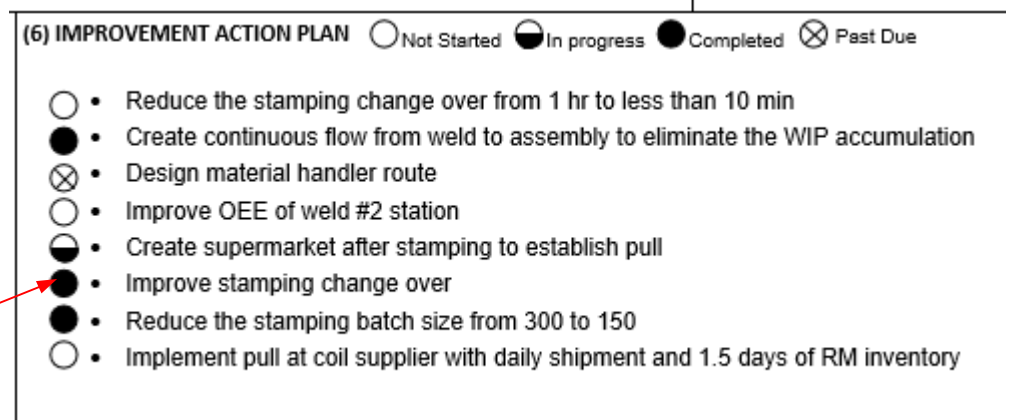 (6) IMPROVEMENT ACTION PLAN Not Started In progress Completed Past Due
• Reduce the stamping change over from 1 hr to less than 10 min
• Create continuous flow from weld to assembly to eliminate the WIP accumulation
• Design material handler route
• Improve OEE of weld #2 station
• Create supermarket after stamping to establish pull
• Improve stamping change over
• Reduce the stamping batch size from 300 to 150
• Implement pull at coil supplier with daily shipment and 1.5 days of RM inventory